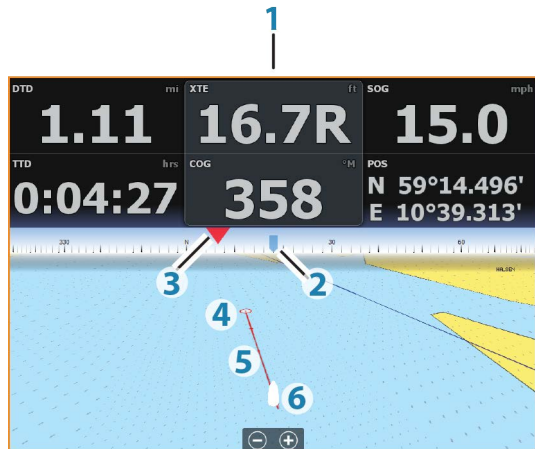 1
DTD mi XTE ft SOG mph
1.11 16.7R 15.0
TTD hrs COG °M POS
0:04:27 358 N 59°14.496'
E 10°39.313'
330 N 30 60
3 2
HALDEN
4
5
6